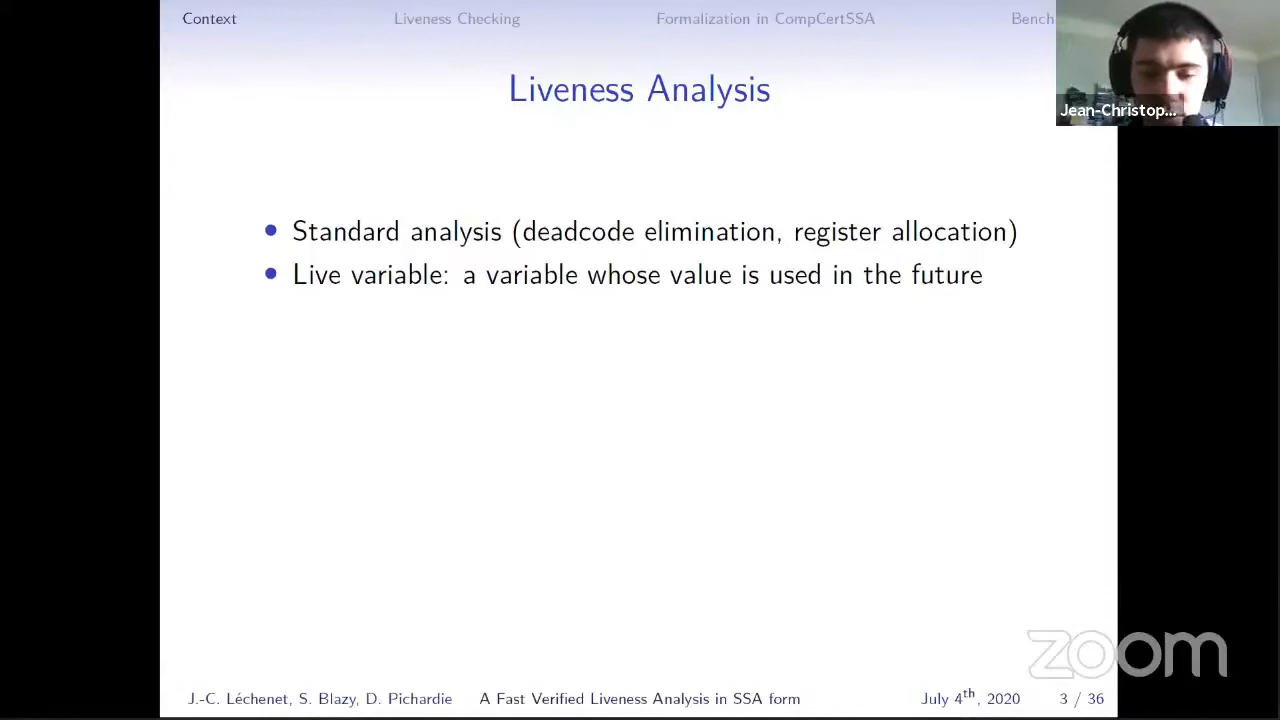 Context Liveness Checking Formalization in CompCertSSA Bench
Jean-Christop...
Liveness Analysis
• Standard analysis (deadcode elimination, register allocation)
• Live variable: a variable whose value is used in the future
zoom
J.-C. Léchenet, S. Blazy, D. Pichardie A Fast Verified Liveness Analysis in SSA form July 4th, 2020 3 / 36